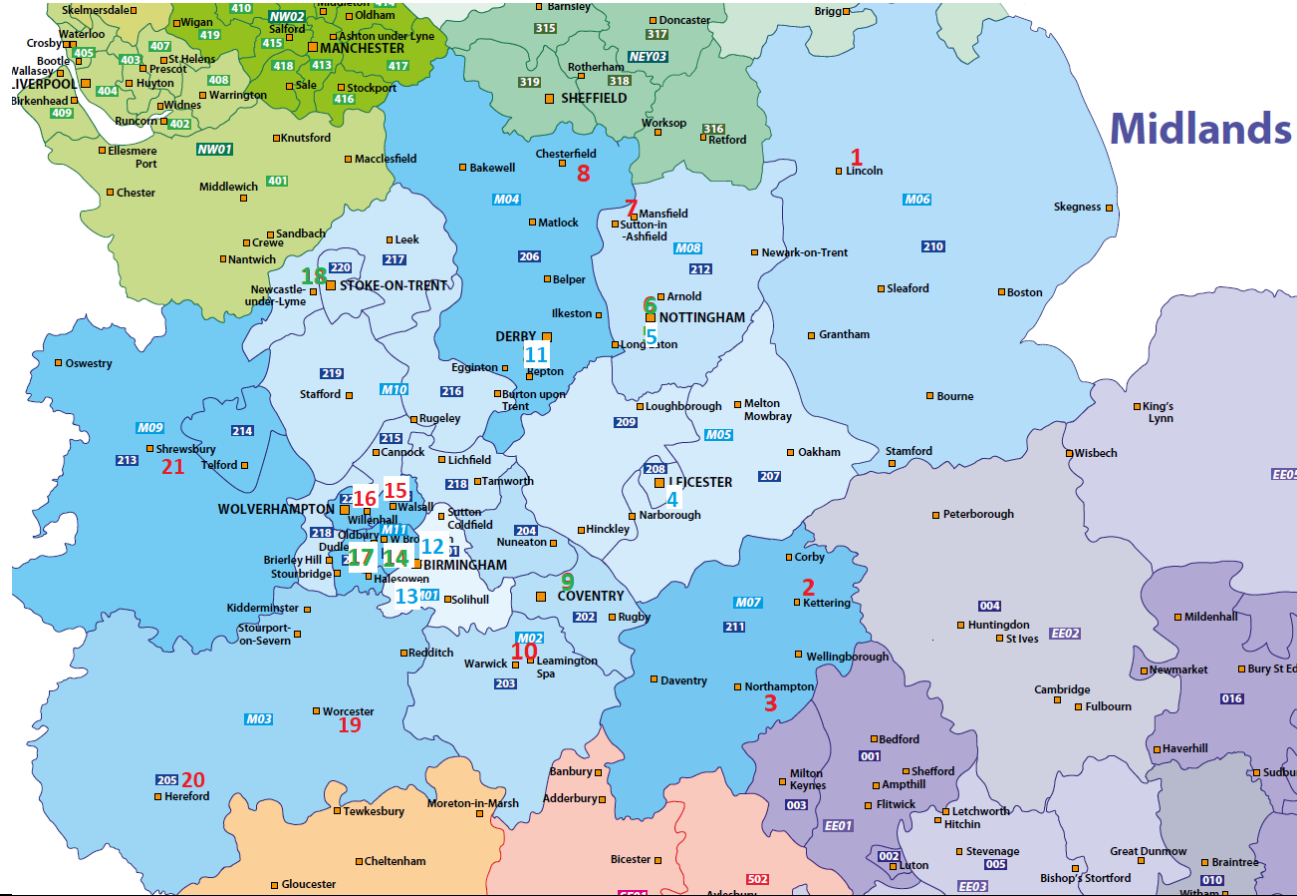 Skelmersdale
410
NW02
Middleton
414
Barnsley
Doncaster
Brigg
Wigan
Oldham
315
317
419
Salford
Ashton under Lyne
Waterloo
Crosby
415
MANCHESTER
NEY03
405
407
St Helens
418
413
417
Rotherham
Bootle
403
Prescot
Wallasey
408
Sale
Stockport
319
318
LIVERPOOL
404
Huyton
Warrington
416
SHEFFIELD
Birkenhead
Widnes
409
Runcorn
402
Worksop
316
Retford
Midlands
Knutsford
Ellesmere
Port
NW01
Macclesfield
Chesterfield
8
1
Lincoln
Bakewell
Chester
Middlewich
401
M04
M06
7
Mansfield
Skegness
Sutton-in
-Ashfield
Matlock
Sandbach
Crewe
Leek
M08
210
Nantwich
217
206
Newark-on-Trent
220
212
18
STOKE-ON-TRENT
Belper
Newcastle-
under-Lyme
6
Arnold
Sleaford
Boston
Ilkeston
NOTTINGHAM
DERBY
5
Grantham
11
Oswestry
Egginton
Repton
219
M10
216
Stafford
Burton upon
Trent
Bourne
Loughborough
Melton
Mowbray
King's
Lynn
M09
214
Rugeley
209
M05
215
Shrewsbury
213
21
Telford
Cannock
Lichfield
208
Oakham
Stamford
Wisbech
218
Tamworth
LEICESTER
207
EE05
4
16
15
Walsall
WOLVERHAMPTON
Willenhall
Sutton
Coldfield
Narborough
Peterborough
218
Oldbury
M11
204
Hinckley
12
Nuneaton
Brierley Hill
17
14
BIRMINGHAM
Corby
Stourbridge
Halesowen
9
2
13
Solihull
COVENTRY
Kettering
Kidderminster
M07
004
202
Rugby
211
Mildenhall
Stourport-
on-Severn
Huntingdon
EE02
St Ives
M02
Redditch
10
Wellingborough
Warwick
Leamington
Spa
Newmarket
203
Daventry
Northampton
Cambridge
Fulbourn
016
Worcester
3
M03
19
Bedford
Haverhill
001
205
20
Banbury
Milton
Keynes
Shefford
Hereford
Ampthill
Adderbury
003
Flitwick
Moreton-in-Marsh
Tewkesbury
Letchworth
EE01
Hitchin
Cheltenham
Bicester
002
Luton
Stevenage
005
Great Dunmow
Braintree
Gloucester
S02
EE03
Bishop's Stortford
010